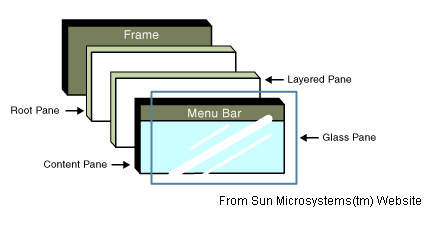 Frame
Layered Pane
Root Pane
Menu Bar
Glass Pane
Content Pane
From Sun Microsystems(tm) Website